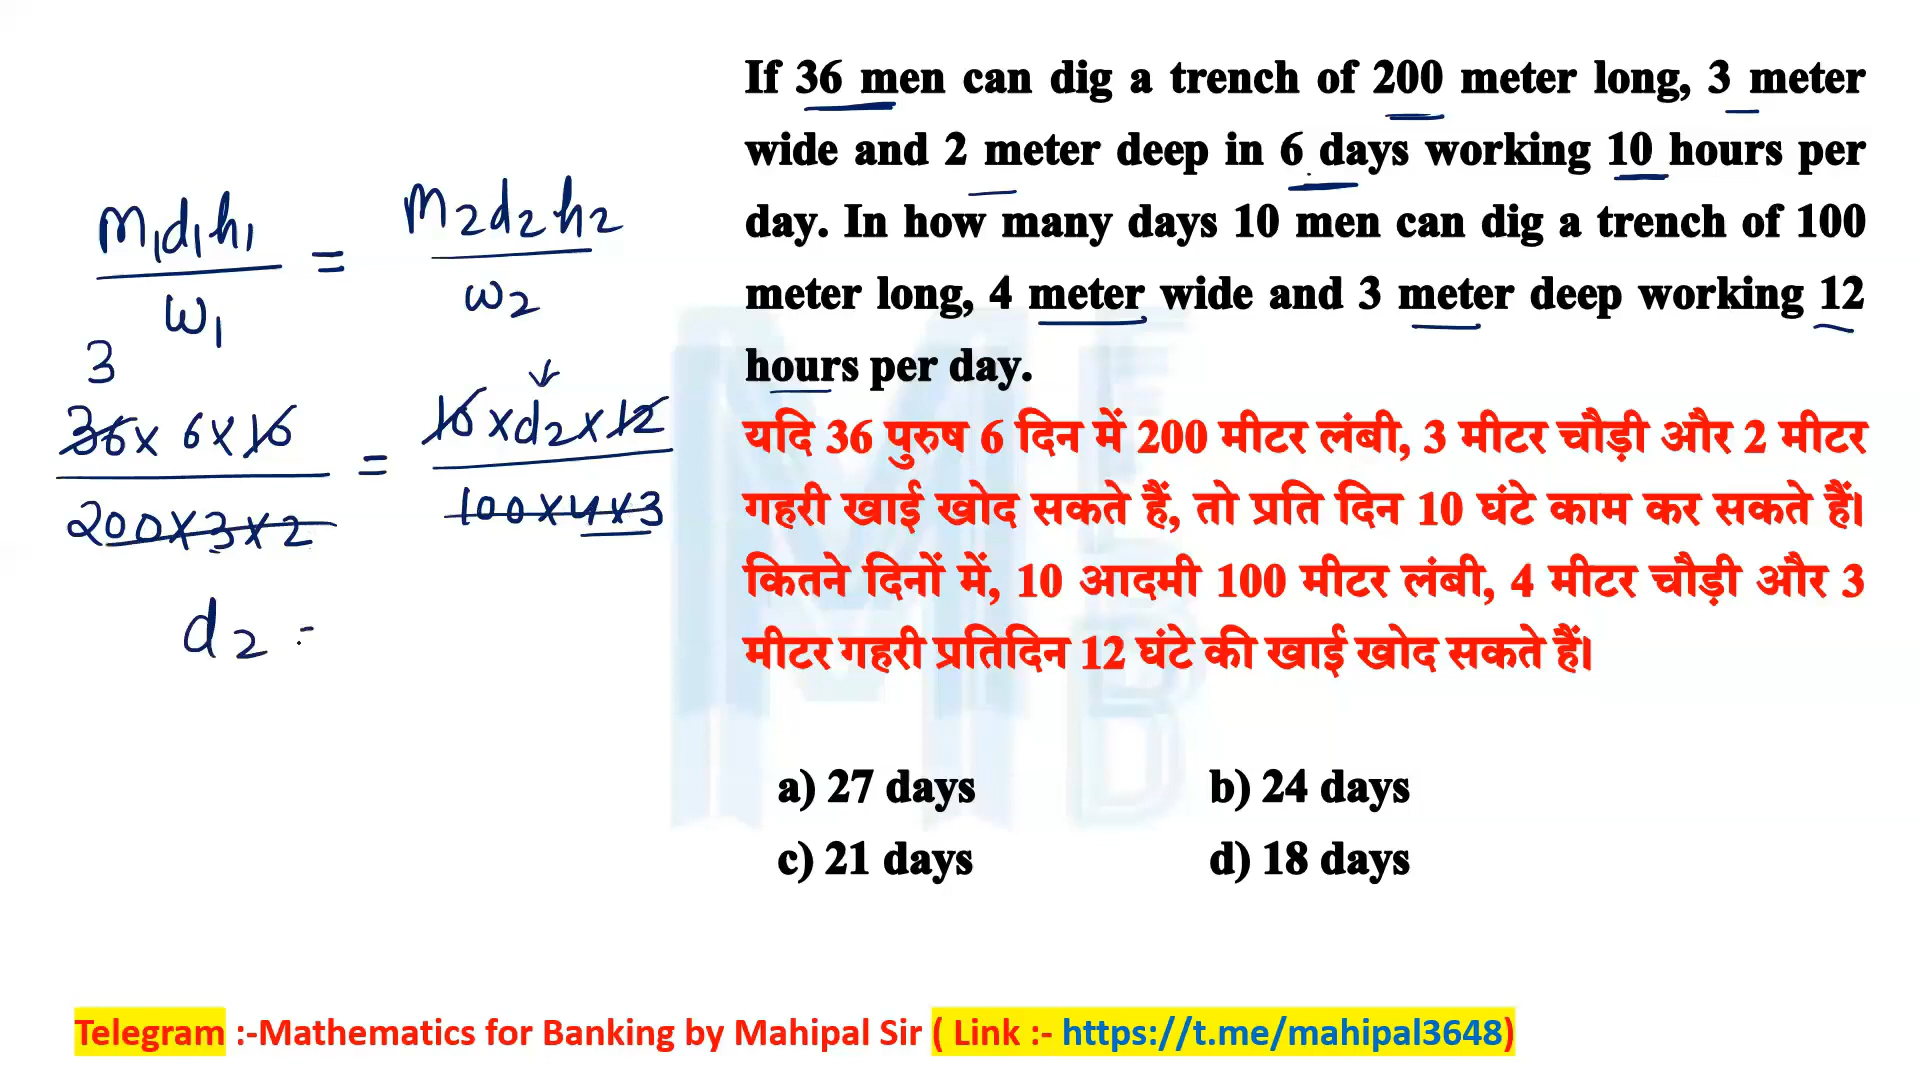 If 36 men can dig a trench of 200 meter long, 3 meter
wide and 2 meter deep in 6 days working 10 hours per
day. In how many days 10 men can dig a trench of 100
meter long, 4 meter wide and 3 meter deep working 12
hours per day.
यदि 36 पुरुष 6 दिन में 200 मीटर लंबी, 3 मीटर चौड़ी और 2 मीटर
गहरी खाई खोद सकते हैं, तो प्रति दिन 10 घंटे काम कर सकते हैं।
कितने दिनों में, 10 आदमी 100 मीटर लंबी, 4 मीटर चौड़ी और 3
मीटर गहरी प्रतिदिन 12 घंटे की खाई खोद सकते हैं।
a) 27 days b) 24 days
c) 21 days d) 18 days
m₁d₁h₁ = m₂d₂h₂
w₁ w₂
3
36 x 6 x 10 = 10 x d₂ x 12
200 x 3 x 2 100 x 4 x 3
d₂ =
Telegram :-Mathematics for Banking by Mahipal Sir ( Link :- https://t.me/mahipal3648)